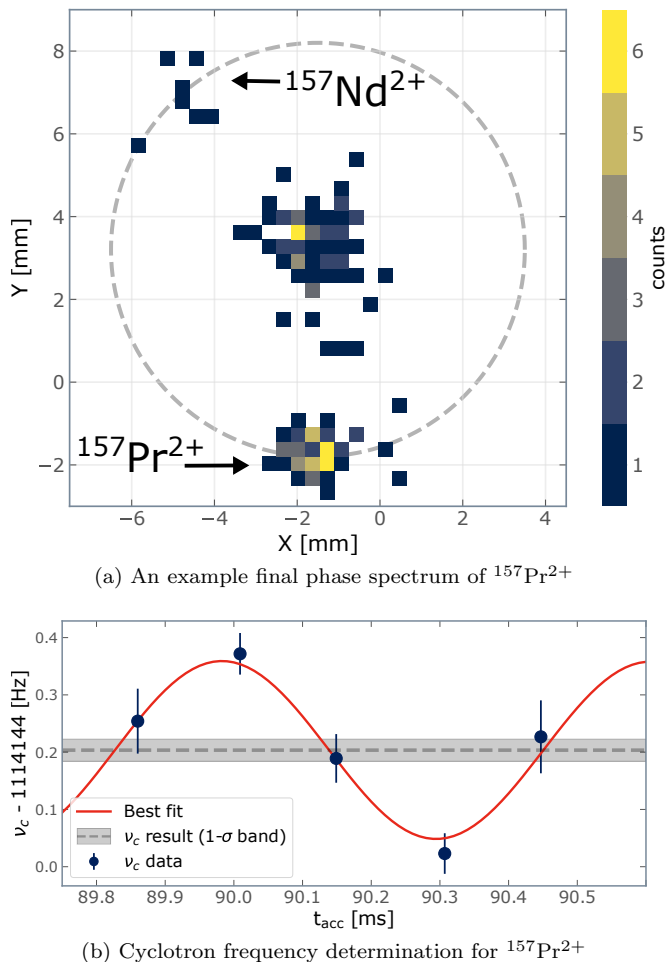 8
6
4
2
0
−2
Y [mm]
¹⁵⁷Nd²⁺
¹⁵⁷Pr²⁺
−6 −4 −2 0 2 4
X [mm]
6
5
4
3
2
1
counts
(a) An example final phase spectrum of ¹⁵⁷Pr²⁺
0.4
0.3
0.2
0.1
0.0
ν_c - 1114144 [Hz]
Best fit
ν_c result (1-σ band)
ν_c data
89.8 89.9 90.0 90.1 90.2 90.3 90.4 90.5
t_acc [ms]
(b) Cyclotron frequency determination for ¹⁵⁷Pr²⁺